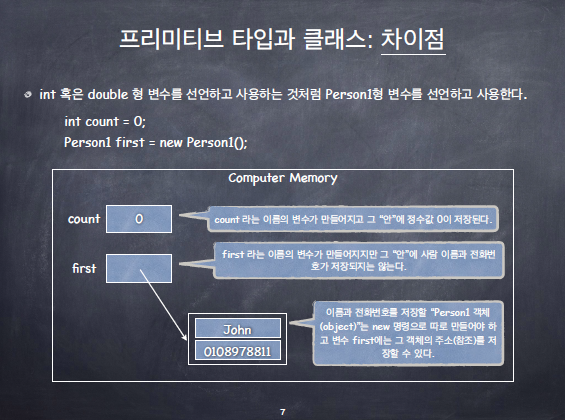 프리미티브 타입과 클래스: 차이점
int 혹은 double 형 변수를 선언하고 사용하는 것처럼 Person1형 변수를 선언하고 사용한다.
int count = 0;
Person1 first = new Person1();
Computer Memory
count
0
count 라는 이름의 변수가 만들어지고 그 “안”에 정수값 0이 저장된다.
first
first 라는 이름의 변수가 만들어지지만 그 “안”에 사람 이름과 전화번
호가 저장되지는 않는다.
John
0108978811
이름과 전화번호를 저장할 “Person1 객체
(object)”는 new 명령으로 따로 만들어야 하
고 변수 first에는 그 객체의 주소(참조)를 저
장할 수 있다.
7